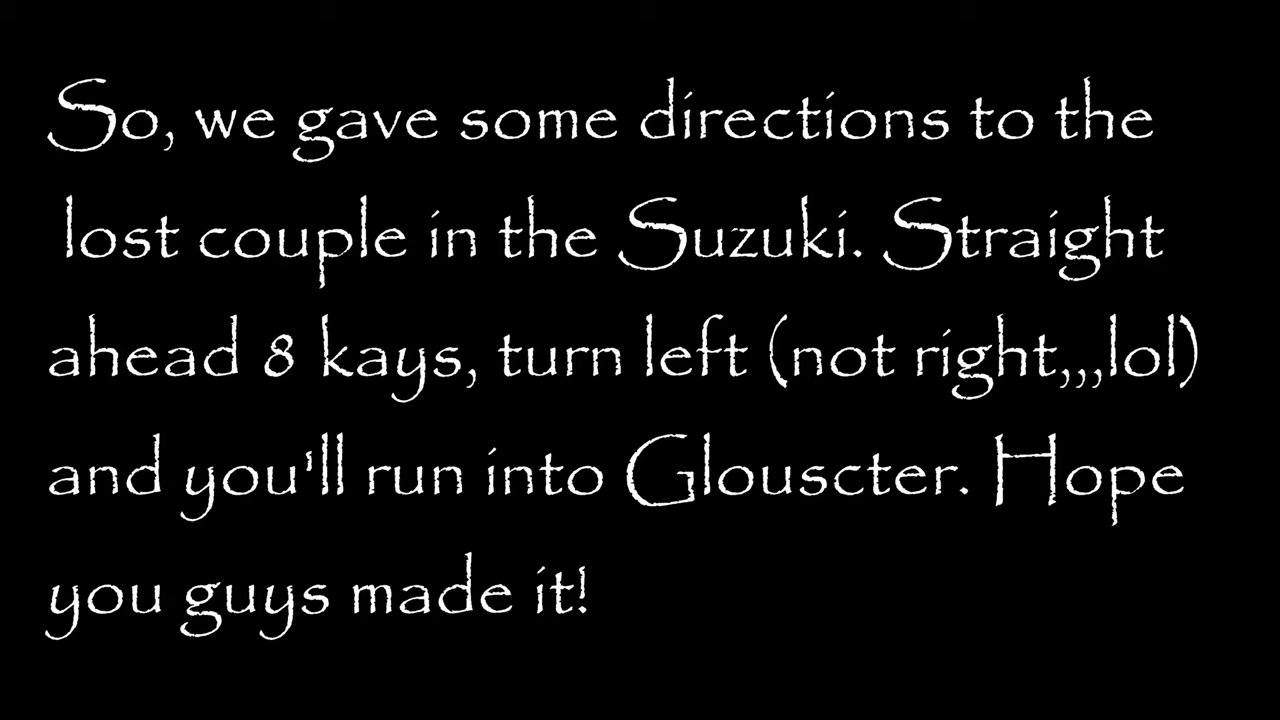 So, we gave some directions to the
lost couple in the Suzuki. Straight
ahead 8 kays, turn left (not right,,,lol)
and you'll run into Glouscter. Hope
you guys made it!